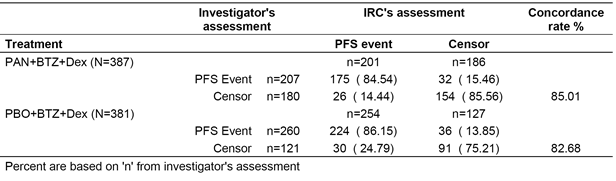 Investigator's IRC's assessment Concordance
assessment rate %
Treatment PFS event Censor
PAN+BTZ+Dex (N=387) n=201 n=186
PFS Event n=207 175 ( 84.54) 32 ( 15.46)
Censor n=180 26 ( 14.44) 154 ( 85.56) 85.01
PBO+BTZ+Dex (N=381) n=254 n=127
PFS Event n=260 224 ( 86.15) 36 ( 13.85)
Censor n=121 30 ( 24.79) 91 ( 75.21) 82.68
Percent are based on 'n' from investigator's assessment